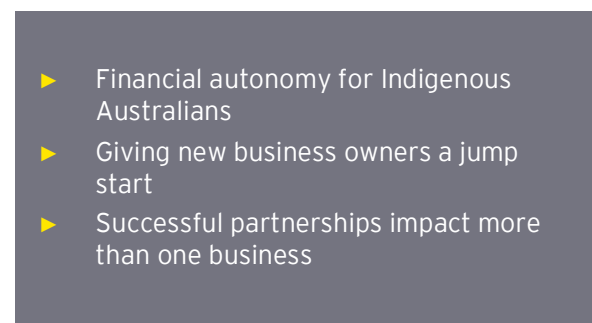 ► Financial autonomy for Indigenous
Australians
► Giving new business owners a jump
start
► Successful partnerships impact more
than one business